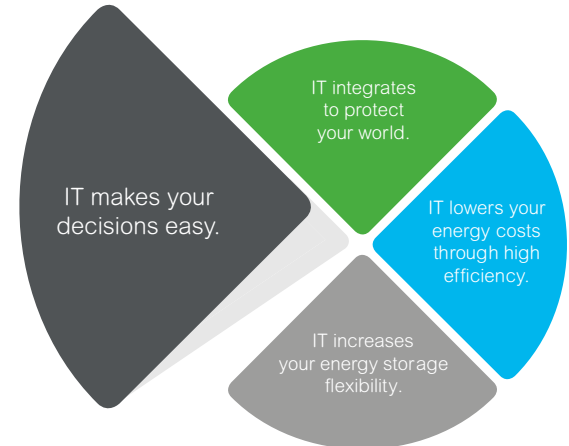 IT makes your
decisions easy.
IT integrates
to protect
your world.
IT lowers your
energy costs
through high
efficiency.
IT increases
your energy storage
flexibility.